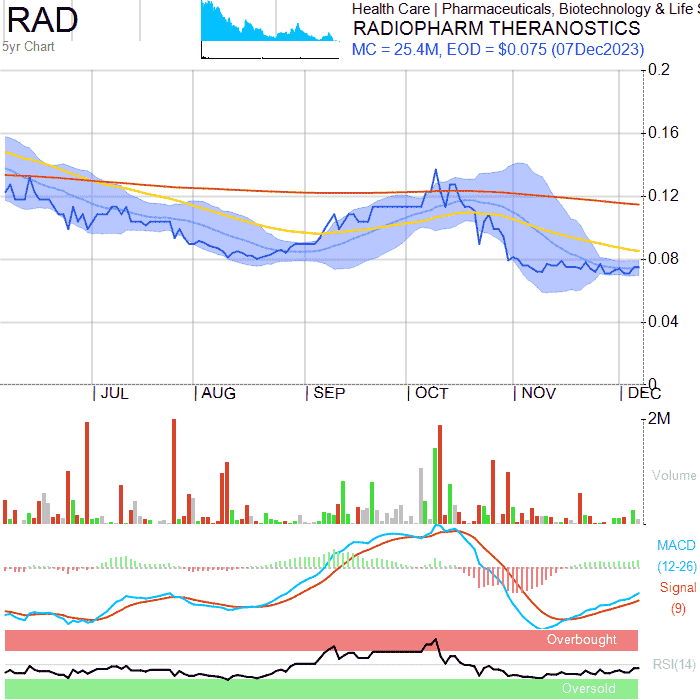 RAD
5yr Chart
Health Care | Pharmaceuticals, Biotechnology & Life S
RADIOPHARM THERANOSTICS
MC = 25.4M, EOD = $0.075 (07Dec2023)
0.2
0.16
0.12
0.08
0.04
0
JUL AUG SEP OCT NOV DEC
2M
Volume
MACD
(12-26)
Signal
(9)
Overbought
RSI(14)
Oversold